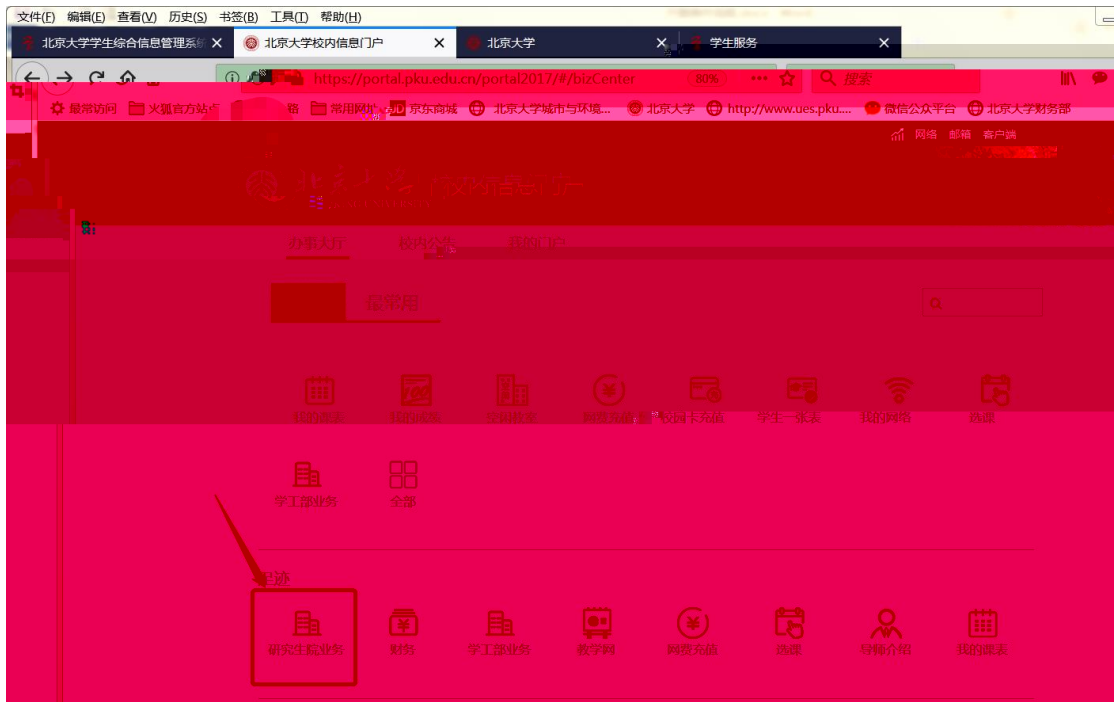 文件(F) 编辑(E) 查看(V) 历史(S) 书签(B) 工具(T) 帮助(H)
北京大学学生综合信息管理系统 北京大学校内信息门户 北京大学 学生服务
https://portal.pku.edu.cn/portal2017/#/bizCenter 80% 搜索
最常访问 火狐官方站点 常用网址 京东商城 北京大学城市与环境... 北京大学 http://www.ues.pku.... 微信公众平台 北京大学财务部
网络 邮箱 客户端
北京大学 校内信息门户
办事大厅 校内公告 我的门户
最常用
我的课表 我的成绩 空闲教室 网费充值 校园卡充值 学生一张表 我的网络 选课
学工部业务 全部
足迹
研究生院业务 财务 学工部业务 教学网 网费充值 选课 导师介绍 我的课表